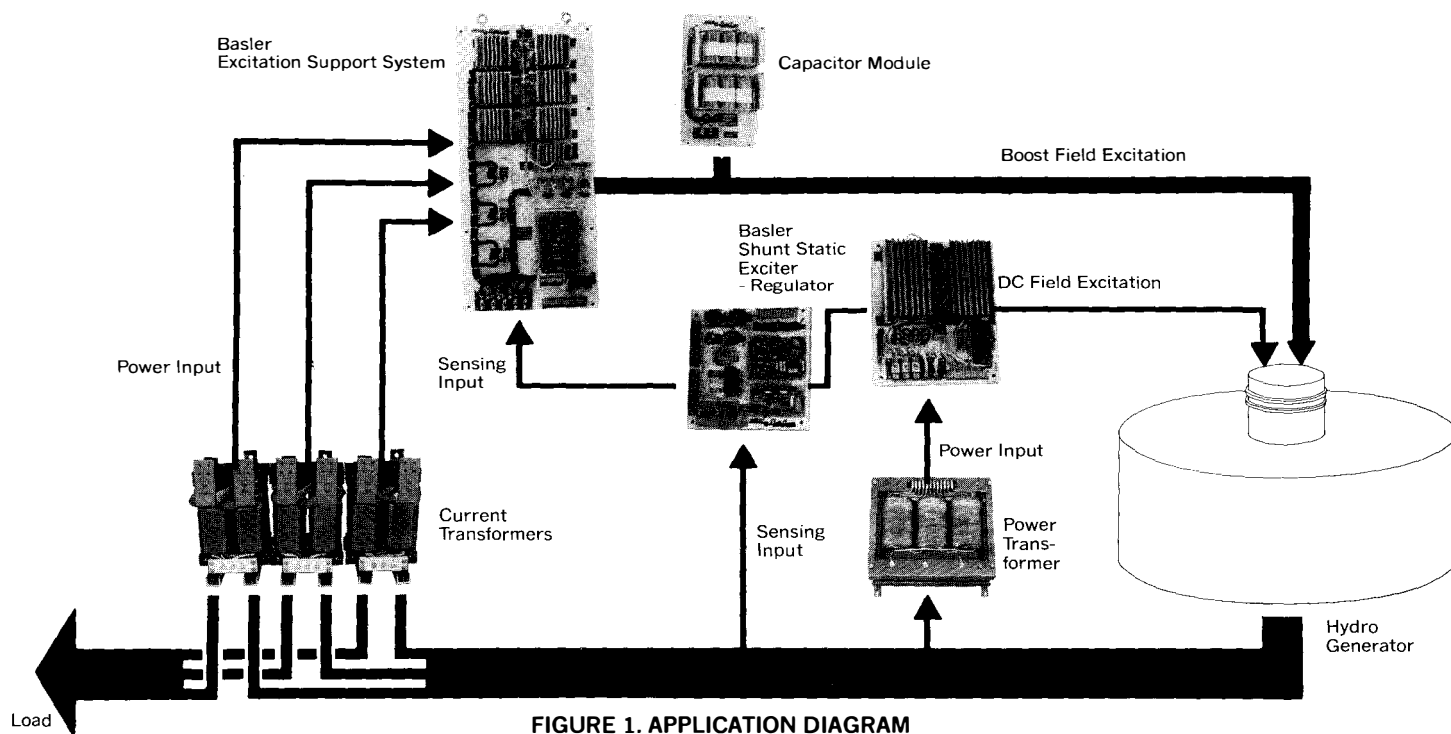 Basler
Excitation Support System
Capacitor Module
Boost Field Excitation
Basler
Shunt Static
Exciter
- Regulator
DC Field Excitation
Power Input
Sensing
Input
Power Input
Current
Transformers
Sensing
Input
Power
Trans-
former
Hydro
Generator
Load
FIGURE 1. APPLICATION DIAGRAM